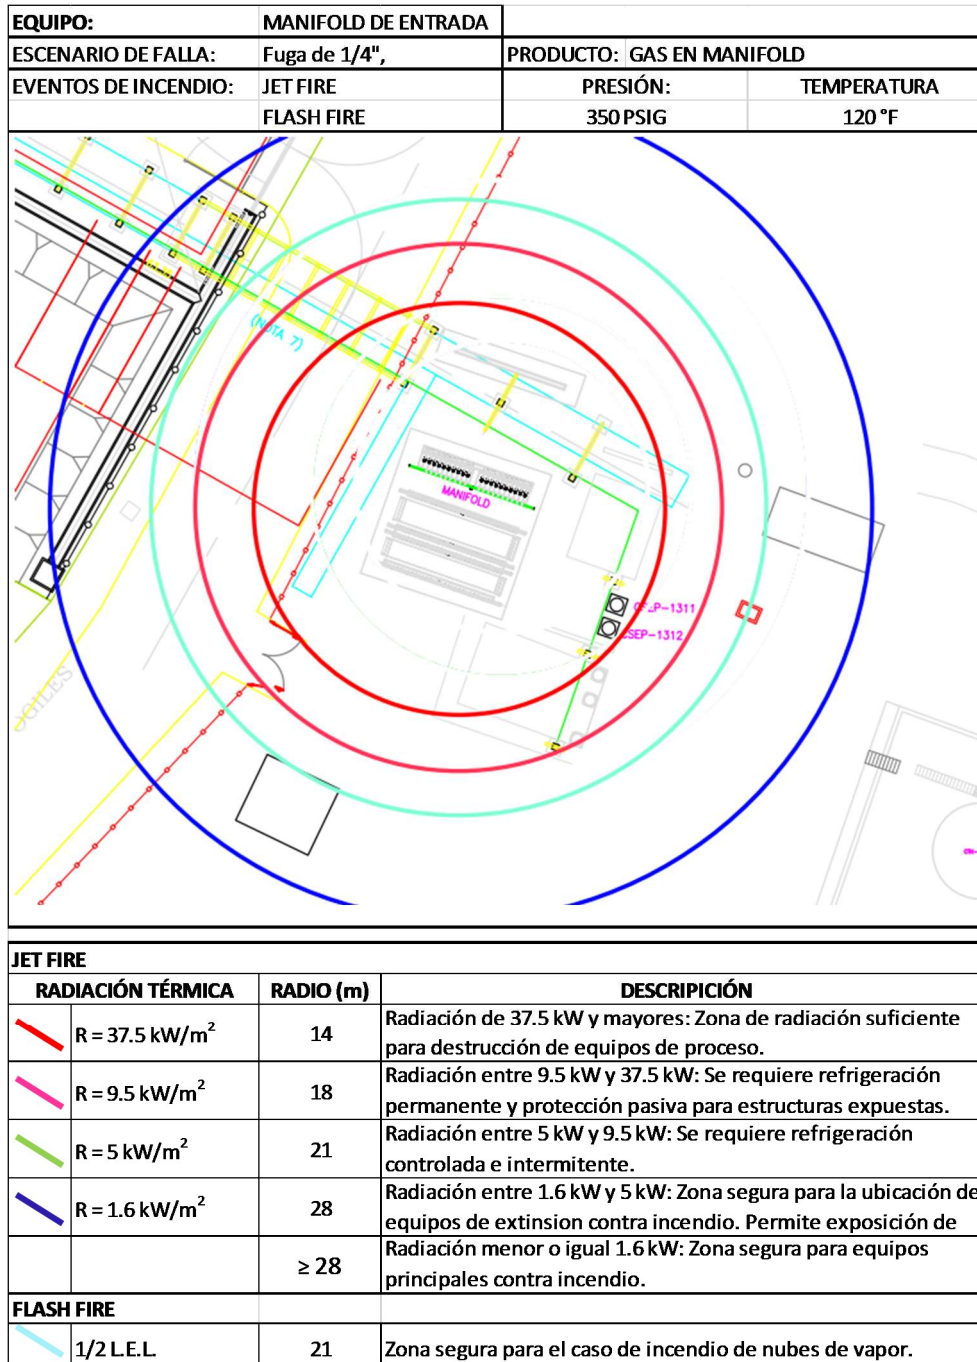 EQUIPO: MANIFOLD DE ENTRADA
ESCENARIO DE FALLA: Fuga de 1/4", PRODUCTO: GAS EN MANIFOLD
EVENTOS DE INCENDIO: JET FIRE PRESIÓN: TEMPERATURA
FLASH FIRE 350 PSIG 120 °F
(NOTA 7)
MANIFOLD
P-1311
CSEP-1312
JET FIRE
RADIACIÓN TÉRMICA RADIO (m) DESCRIPICIÓN
R = 37.5 kW/m² 14 Radiación de 37.5 kW y mayores: Zona de radiación suficiente
para destrucción de equipos de proceso.
R = 9.5 kW/m² 18 Radiación entre 9.5 kW y 37.5 kW: Se requiere refrigeración
permanente y protección pasiva para estructuras expuestas.
R = 5 kW/m² 21 Radiación entre 5 kW y 9.5 kW: Se requiere refrigeración
controlada e intermitente.
R = 1.6 kW/m² 28 Radiación entre 1.6 kW y 5 kW: Zona segura para la ubicación de
equipos de extinsion contra incendio. Permite exposición de
≥ 28 Radiación menor o igual 1.6 kW: Zona segura para equipos
principales contra incendio.
FLASH FIRE
1/2 L.E.L. 21 Zona segura para el caso de incendio de nubes de vapor.